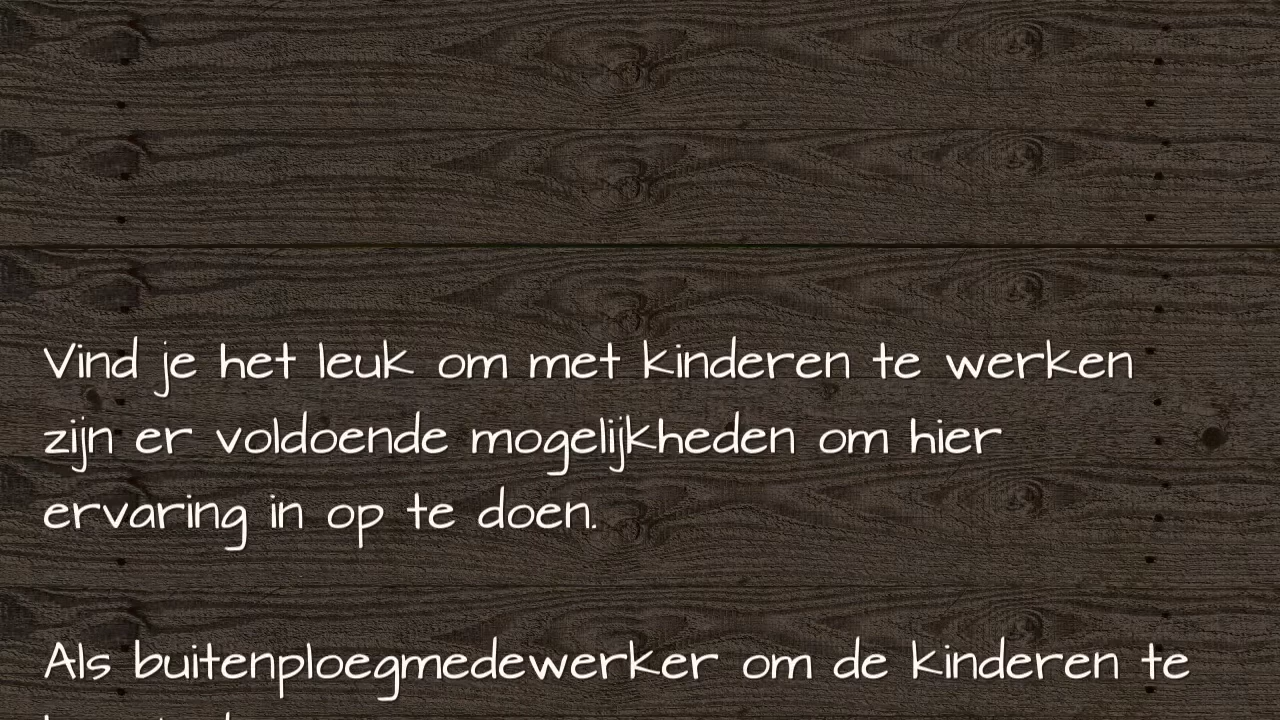 Vind je het leuk om met kinderen te werken
zijn er voldoende mogelijkheden om hier
ervaring in op te doen.
Als buitenploegmedewerker om de kinderen te